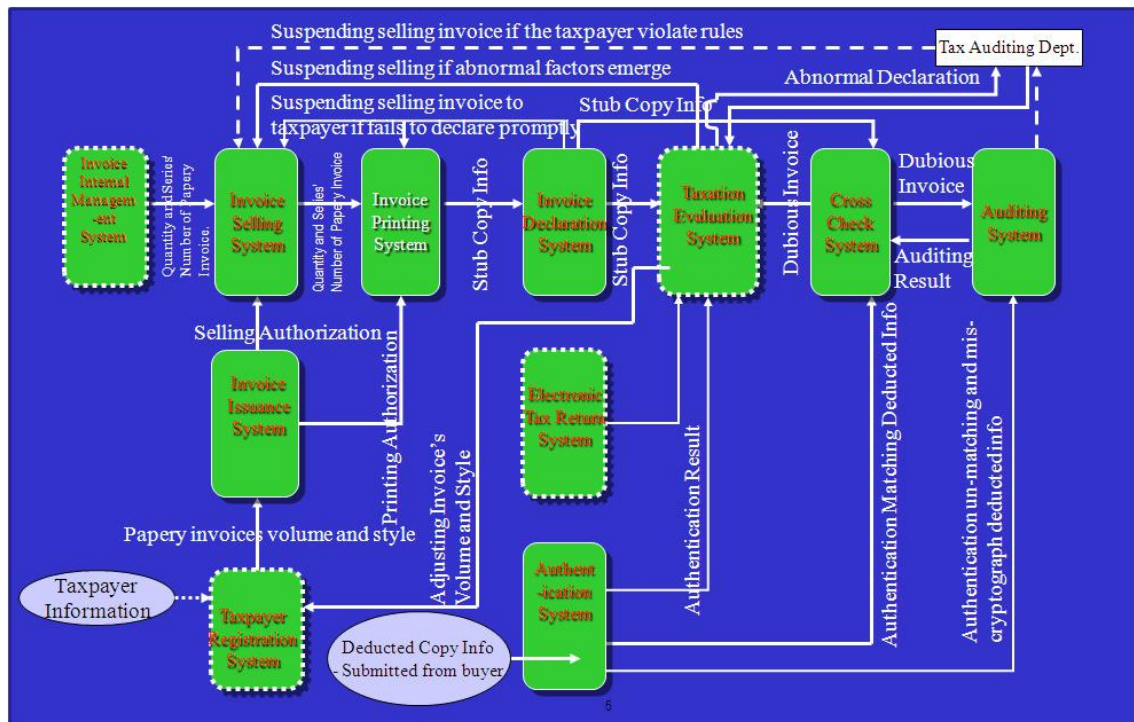 Suspending selling invoice if the taxpayer violate rules
Tax Auditing Dept.
Suspending selling if abnormal factors emerge
Abnormal Declaration
Suspending selling invoice to
taxpayer if fails to declare promptly
Stub Copy Info
Invoice
Internal
Managem
-ent
System
Quantity and Series'
Number of Papery
Invoice.
Invoice
Selling
System
Quantity and Series'
Number of Papery Invoice
Invoice
Printing
System
Stub Copy Info
Invoice
Declaration
System
Stub Copy Info
Taxation
Evaluation
System
Dubious Invoice
Cross
Check
System
Dubious
Invoice
Auditing
Result
Auditing
System
Selling Authorization
Invoice
Issuance
System
Printing Authorization
Adjusting Invoice's
Volume and Style
Electronic
Tax Return
System
Authentication Result
Authentication Matching Deducted Info
Authentication un-matching and mis-
cryptograph deducted info
Papery invoices volume and style
Taxpayer
Information
Taxpayer
Registration
System
Deducted Copy Info
- Submitted from buyer
Authent
-ication
System
5